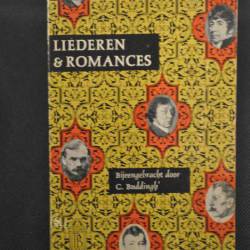 LIEDEREN
& ROMANCES
Bijeengebracht door
C. Buddingh'